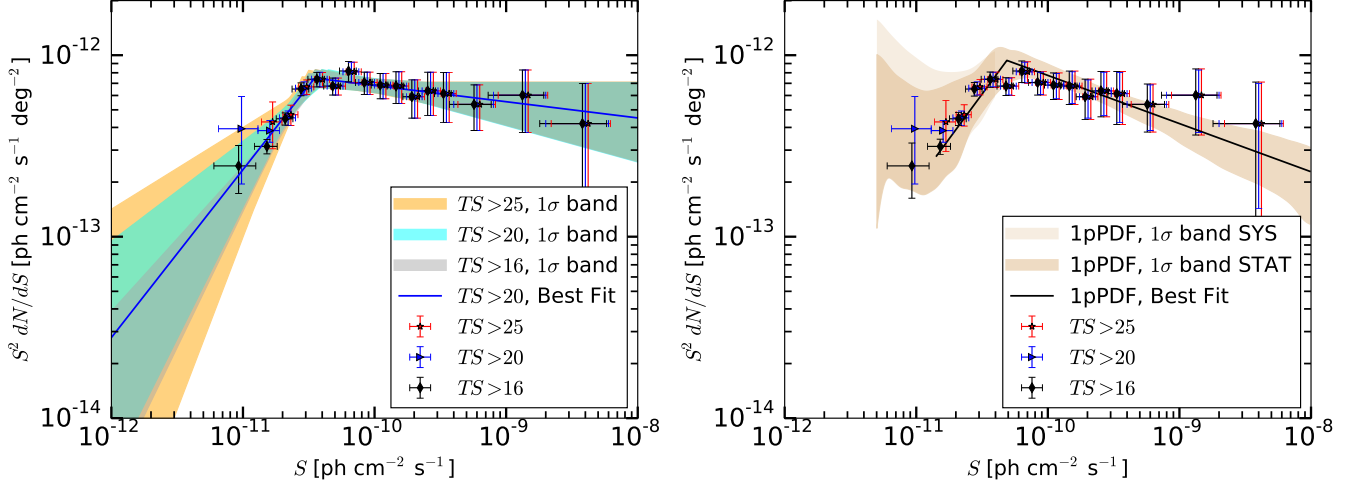 10⁻¹²
10⁻¹³
10⁻¹⁴
S² dN/dS [ph cm⁻² s⁻¹ deg⁻²]
TS>25, 1σ band
TS>20, 1σ band
TS>16, 1σ band
TS>20, Best Fit
TS>25
TS>20
TS>16
10⁻¹² 10⁻¹¹ 10⁻¹⁰ 10⁻⁹ 10⁻⁸
S [ph cm⁻² s⁻¹]
10⁻¹²
10⁻¹³
10⁻¹⁴
S² dN/dS [ph cm⁻² s⁻¹ deg⁻²]
1pPDF, 1σ band SYS
1pPDF, 1σ band STAT
1pPDF, Best Fit
TS>25
TS>20
TS>16
10⁻¹² 10⁻¹¹ 10⁻¹⁰ 10⁻⁹ 10⁻⁸
S [ph cm⁻² s⁻¹]